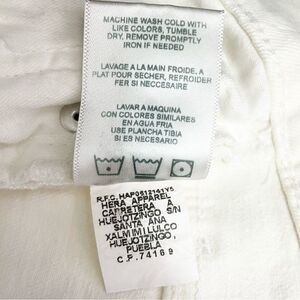 MACHINE WASH COLD WITH
LIKE COLORS, TUMBLE
DRY, REMOVE PROMPTLY
IRON IF NEEDED
LAVAGE A LA MAIN FROIDE, A
PLAT POUR SECHER, REFROIDER
FER SI NECCESAIRE
LAVAR A MAQUINA
CON COLORES SIMILARES
EN AGUA FRIA
USE PLANCHA TIBIA
SI ES NECESARIO
R.F.C. HAP0612141Y5
HERA APPAREL
CARRETERA A
HUEJOTZINGO S/N
SANTA ANA
XALMIMILULCO
HUEJOTZINGO,
PUEBLA
C.P.74169